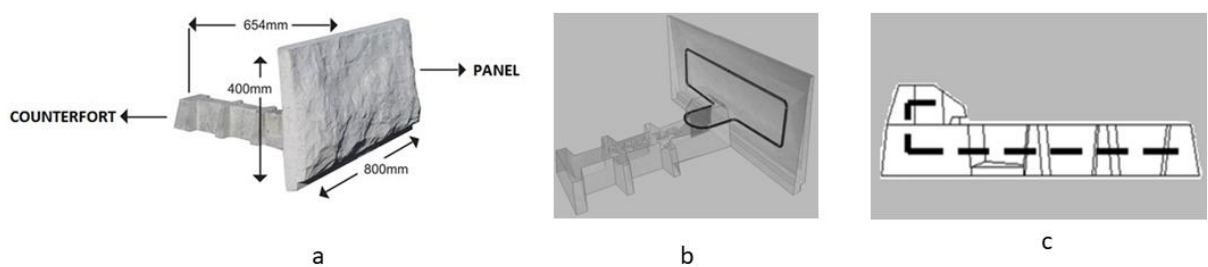 654mm
PANEL
400mm
COUNTERFORT
800mm
a
b
c